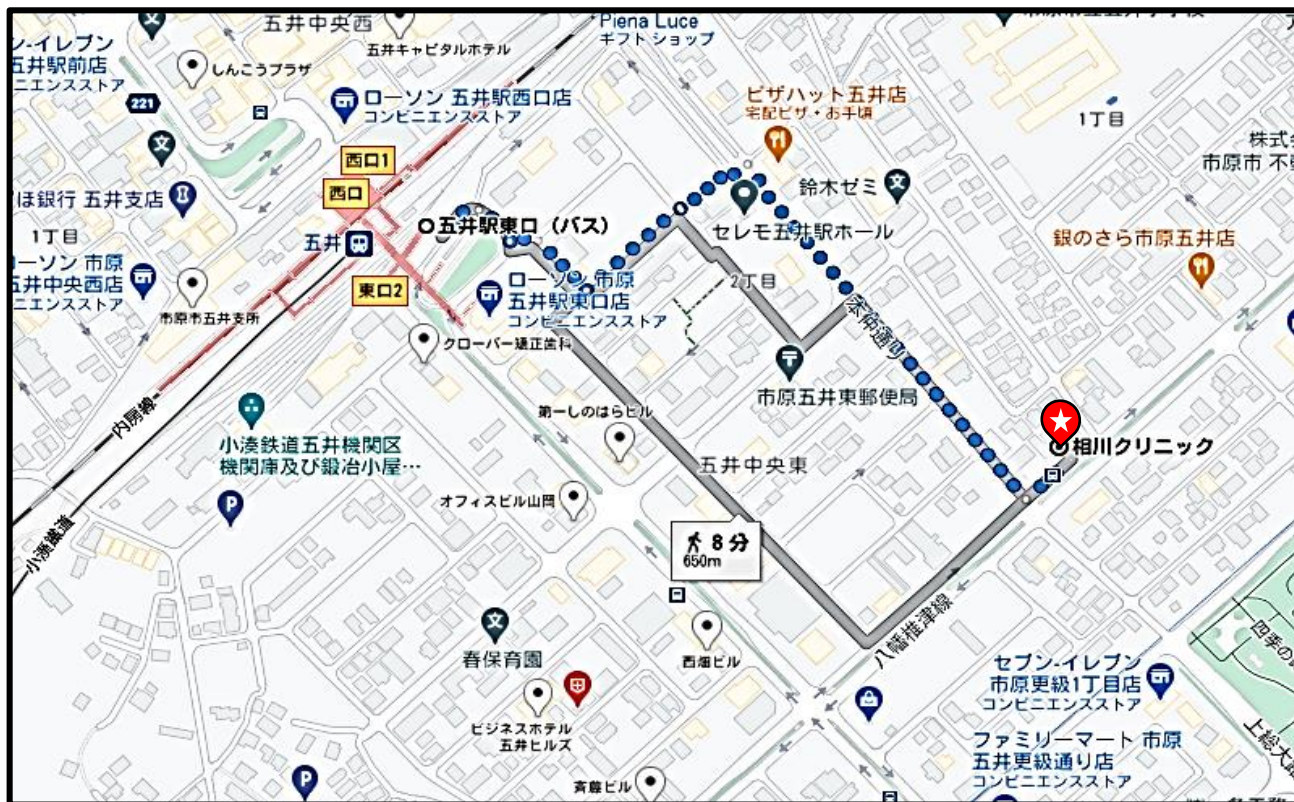 五井中央西
Piena Luce
ギフト ショップ
ン-イレブン
五井駅前店
ニエンスストア
五井キャピタルホテル
しんこうプラザ
221
ローソン 五井駅西口店
コンビニエンスストア
ピザハット五井店
宅配ピザ・お手頃
1丁目
株式会
市原市 不動
西口1
西口
ほ銀行 五井支店
鈴木ゼミ
五井駅東口（バス）
セレモ五井駅ホール
1丁目
五井
銀のさら市原五井店
ローソン 市原
五井中央西店
ニエンスストア
東口2
ローソン 市原
五井駅東口店
コンビニエンスストア
2丁目
市原市五井支所
本仲通り
クローバー矯正歯科
市原五井東郵便局
内房線
第一しのはらビル
小湊鉄道五井機関区
機関庫及び鍛冶小屋…
相川クリニック
五井中央東
オフィスビル山岡
P
小湊鐵道
8 分
650m
八幡椎津線
四季の
春保育園
西畑ビル
セブン-イレブン
市原更級1丁目店
コンビニエンスストア
ビジネスホテル
五井ヒルズ
上総大路
ファミリーマート 市原
五井更級通り店
コンビニエンスストア
P
斉藤ビル